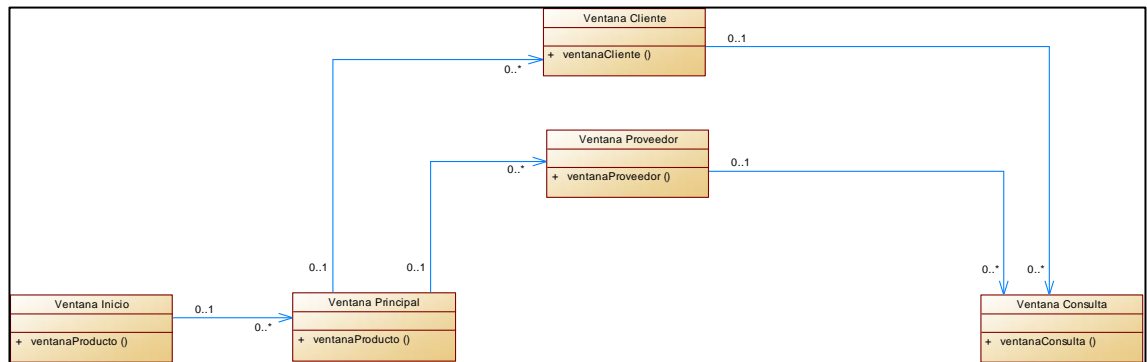 Ventana Cliente
+ ventanaCliente ()
0..1
0..*
Ventana Proveedor
+ ventanaProveedor ()
0..1
0..*
0..1
0..1
0..*
0..*
Ventana Inicio
+ ventanaProducto ()
0..1
0..*
Ventana Principal
+ ventanaProducto ()
Ventana Consulta
+ ventanaConsulta ()